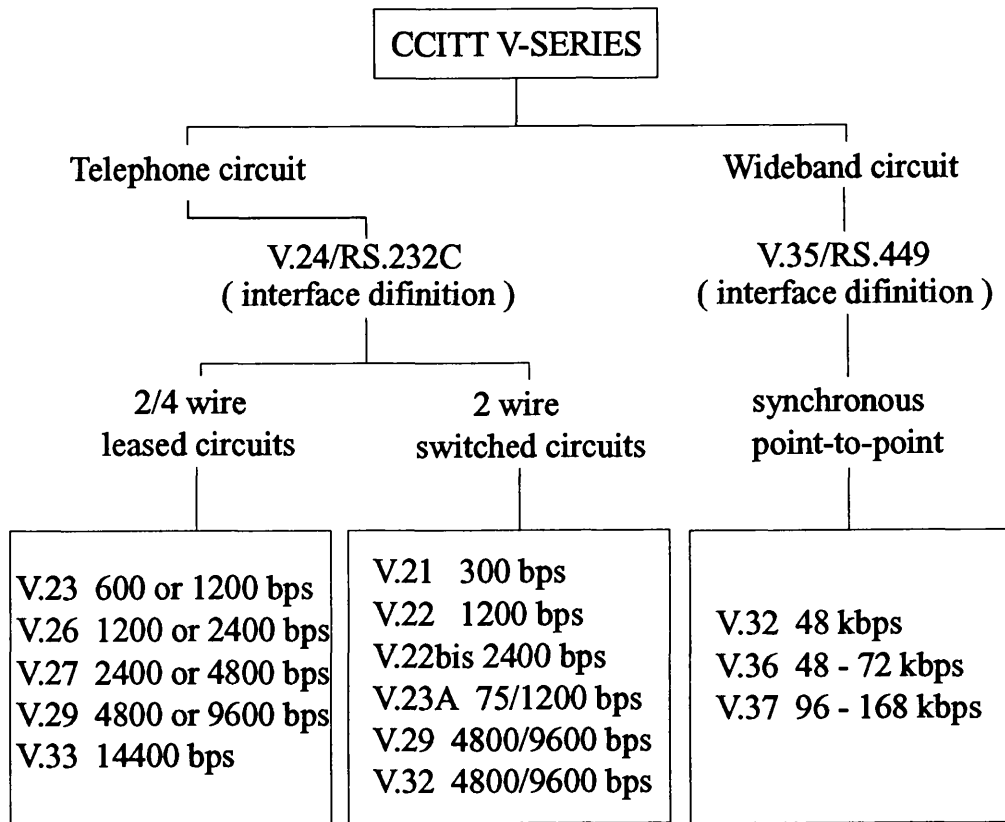 CCITT V-SERIES
Telephone circuit
Wideband circuit
V.24/RS.232C
( interface difinition )
V.35/RS.449
( interface difinition )
2/4 wire
leased circuits
2 wire
switched circuits
synchronous
point-to-point
V.23 600 or 1200 bps
V.26 1200 or 2400 bps
V.27 2400 or 4800 bps
V.29 4800 or 9600 bps
V.33 14400 bps
V.21 300 bps
V.22 1200 bps
V.22bis 2400 bps
V.23A 75/1200 bps
V.29 4800/9600 bps
V.32 4800/9600 bps
V.32 48 kbps
V.36 48 - 72 kbps
V.37 96 - 168 kbps